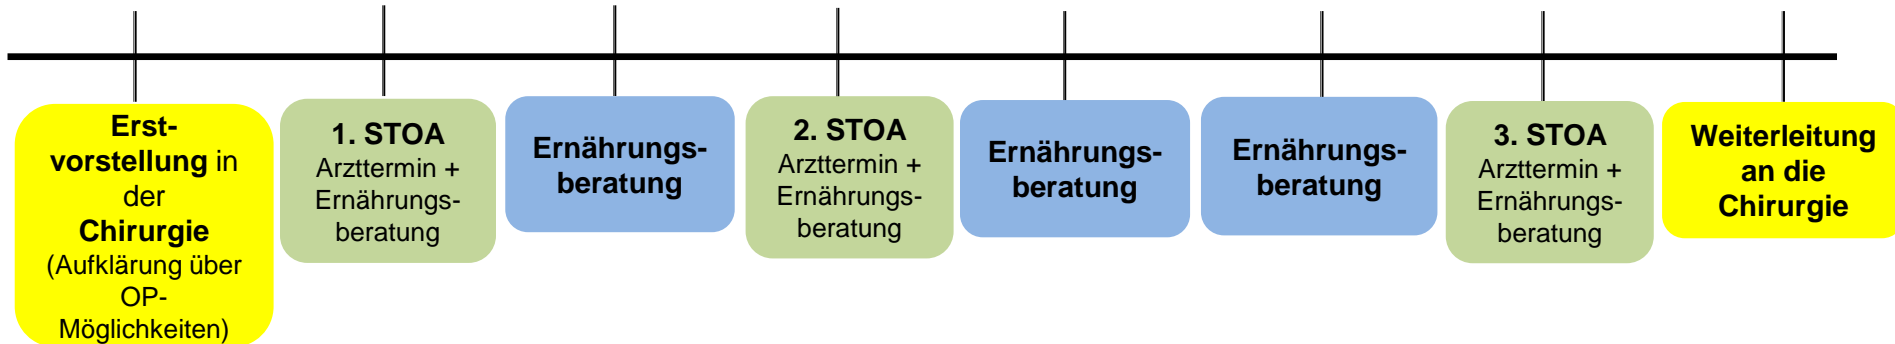 Erst-
vorstellung in
der
Chirurgie
(Aufklärung über
OP-
Möglichkeiten)
1. STOA
Arzttermin +
Ernährungs-
beratung
Ernährungs-
beratung
2. STOA
Arzttermin +
Ernährungs-
beratung
Ernährungs-
beratung
Ernährungs-
beratung
3. STOA
Arzttermin +
Ernährungs-
beratung
Weiterleitung
an die
Chirurgie